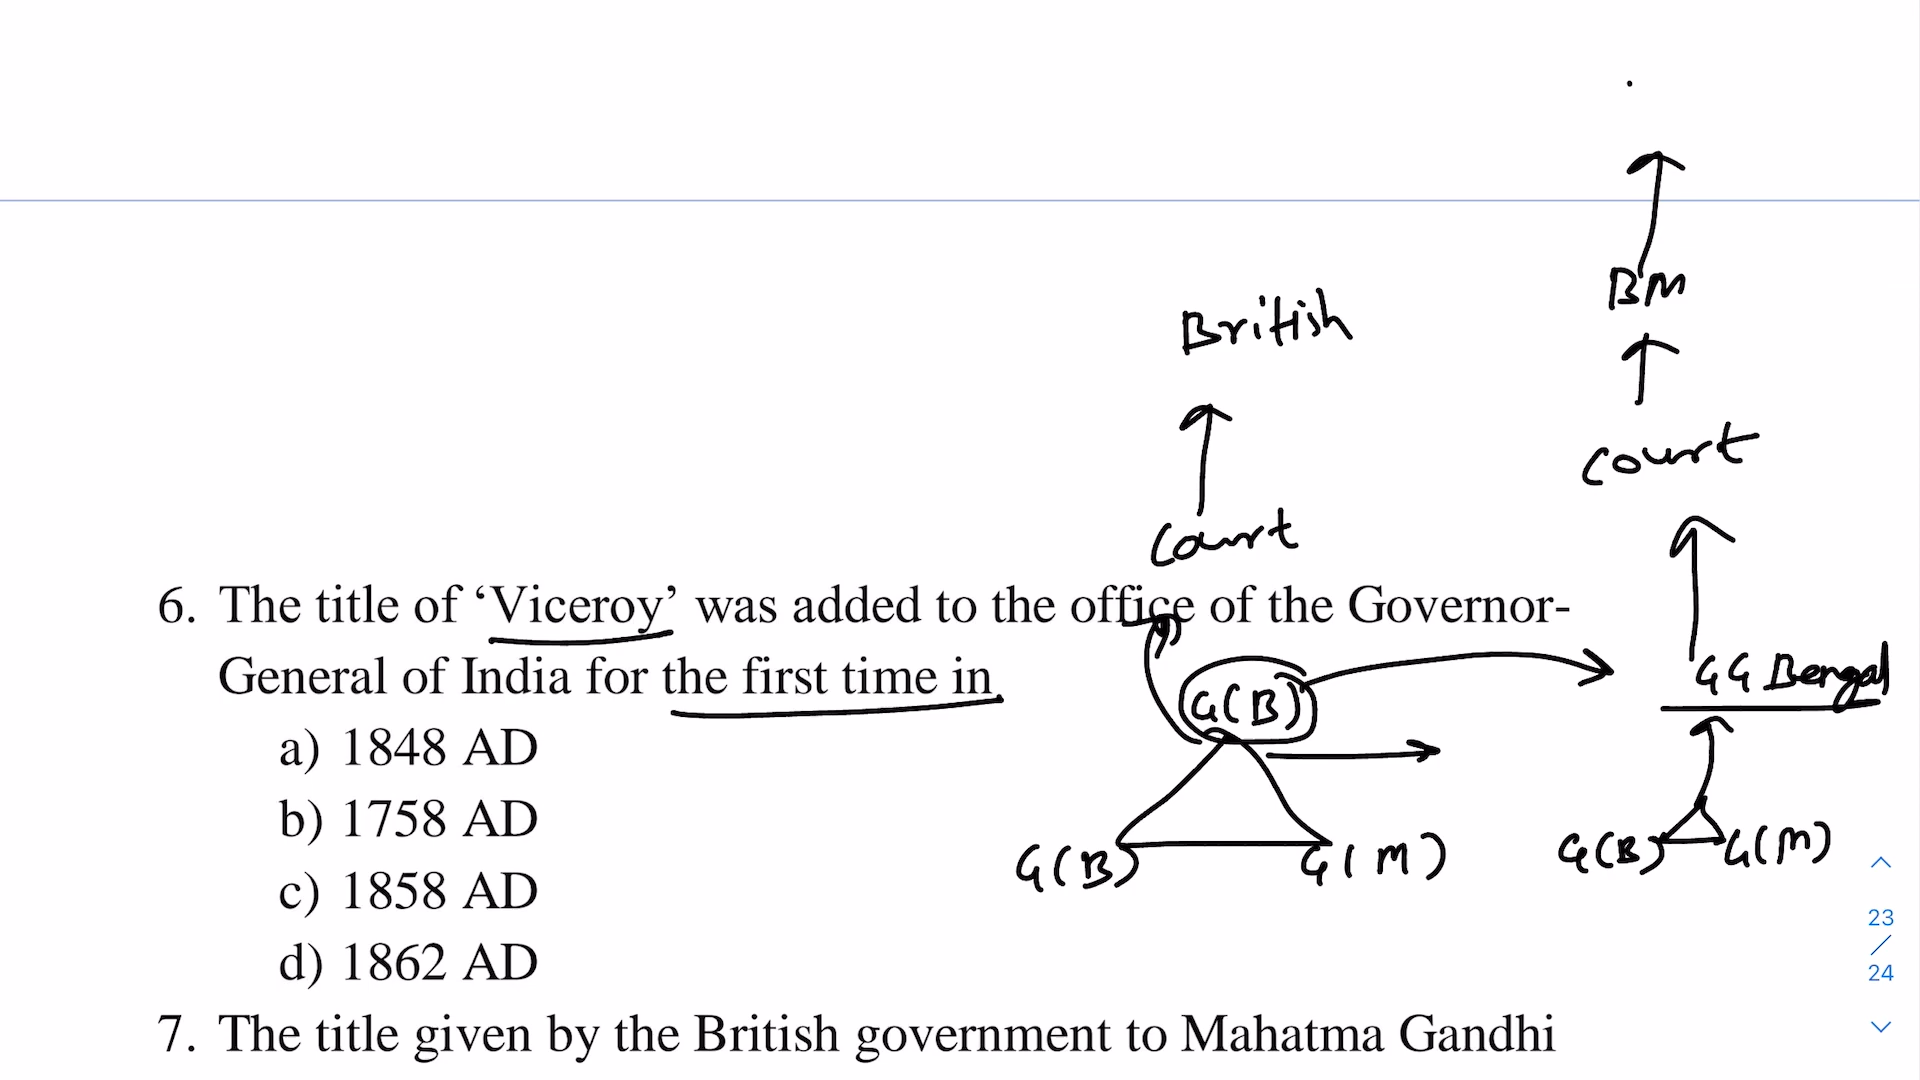 BM
British
court
court
6. The title of ‘Viceroy’ was added to the office of the Governor-
General of India for the first time in
GG Bengal
G(B)
a) 1848 AD
b) 1758 AD
G(B) G(M)
G(B) G(M)
c) 1858 AD
23
/
24
d) 1862 AD
7. The title given by the British government to Mahatma Gandhi